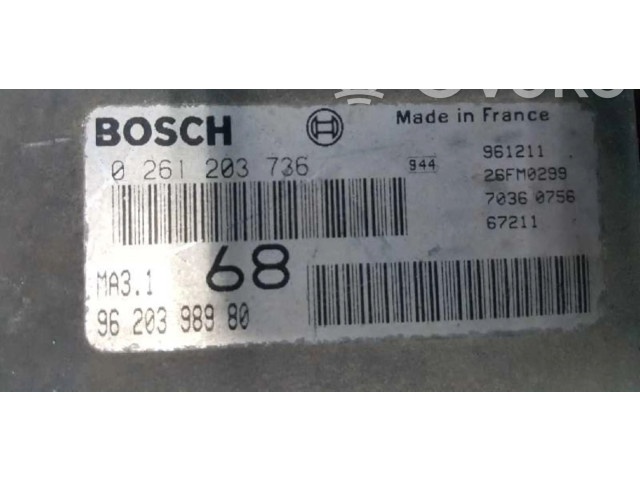 BOSCH
Made in France
0 261 203 736
944
961211
26FM0299
7036 0756
67211
MA3.1
68
96 203 989 80